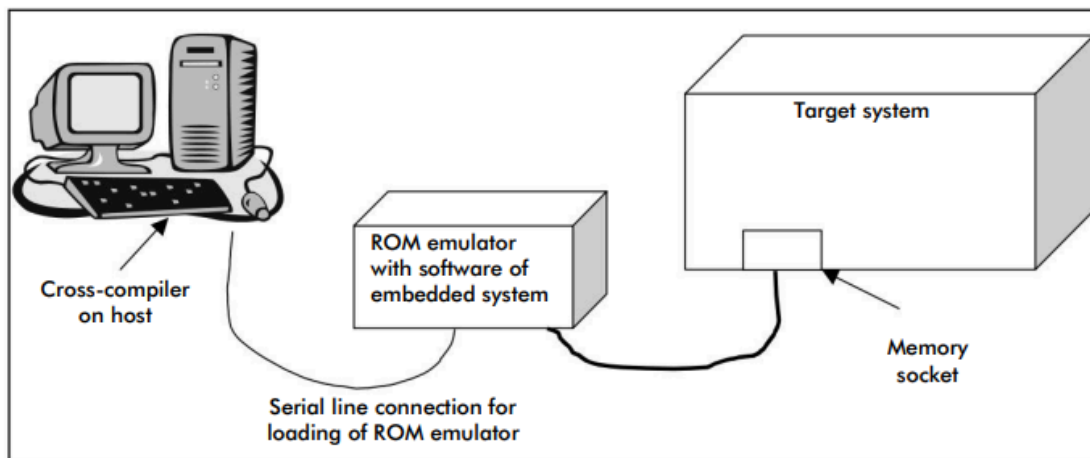 Target system
ROM emulator
with software of
embedded system
Cross-compiler
on host
Memory
socket
Serial line connection for
loading of ROM emulator